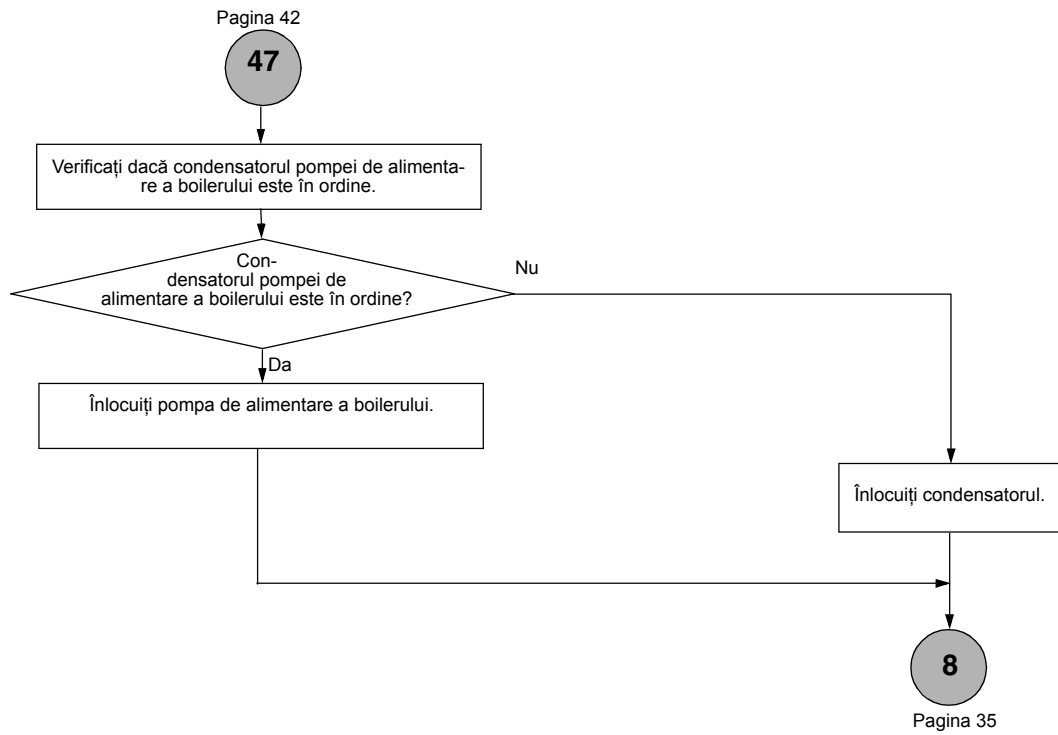 Pagina 42
47
Verificați dacă condensatorul pompei de alimenta-
re a boilerului este în ordine.
Con-
densatorul pompei de
alimentare a boilerului este în ordine?
Nu
Da
Înlocuiți pompa de alimentare a boilerului.
Înlocuiți condensatorul.
8
Pagina 35